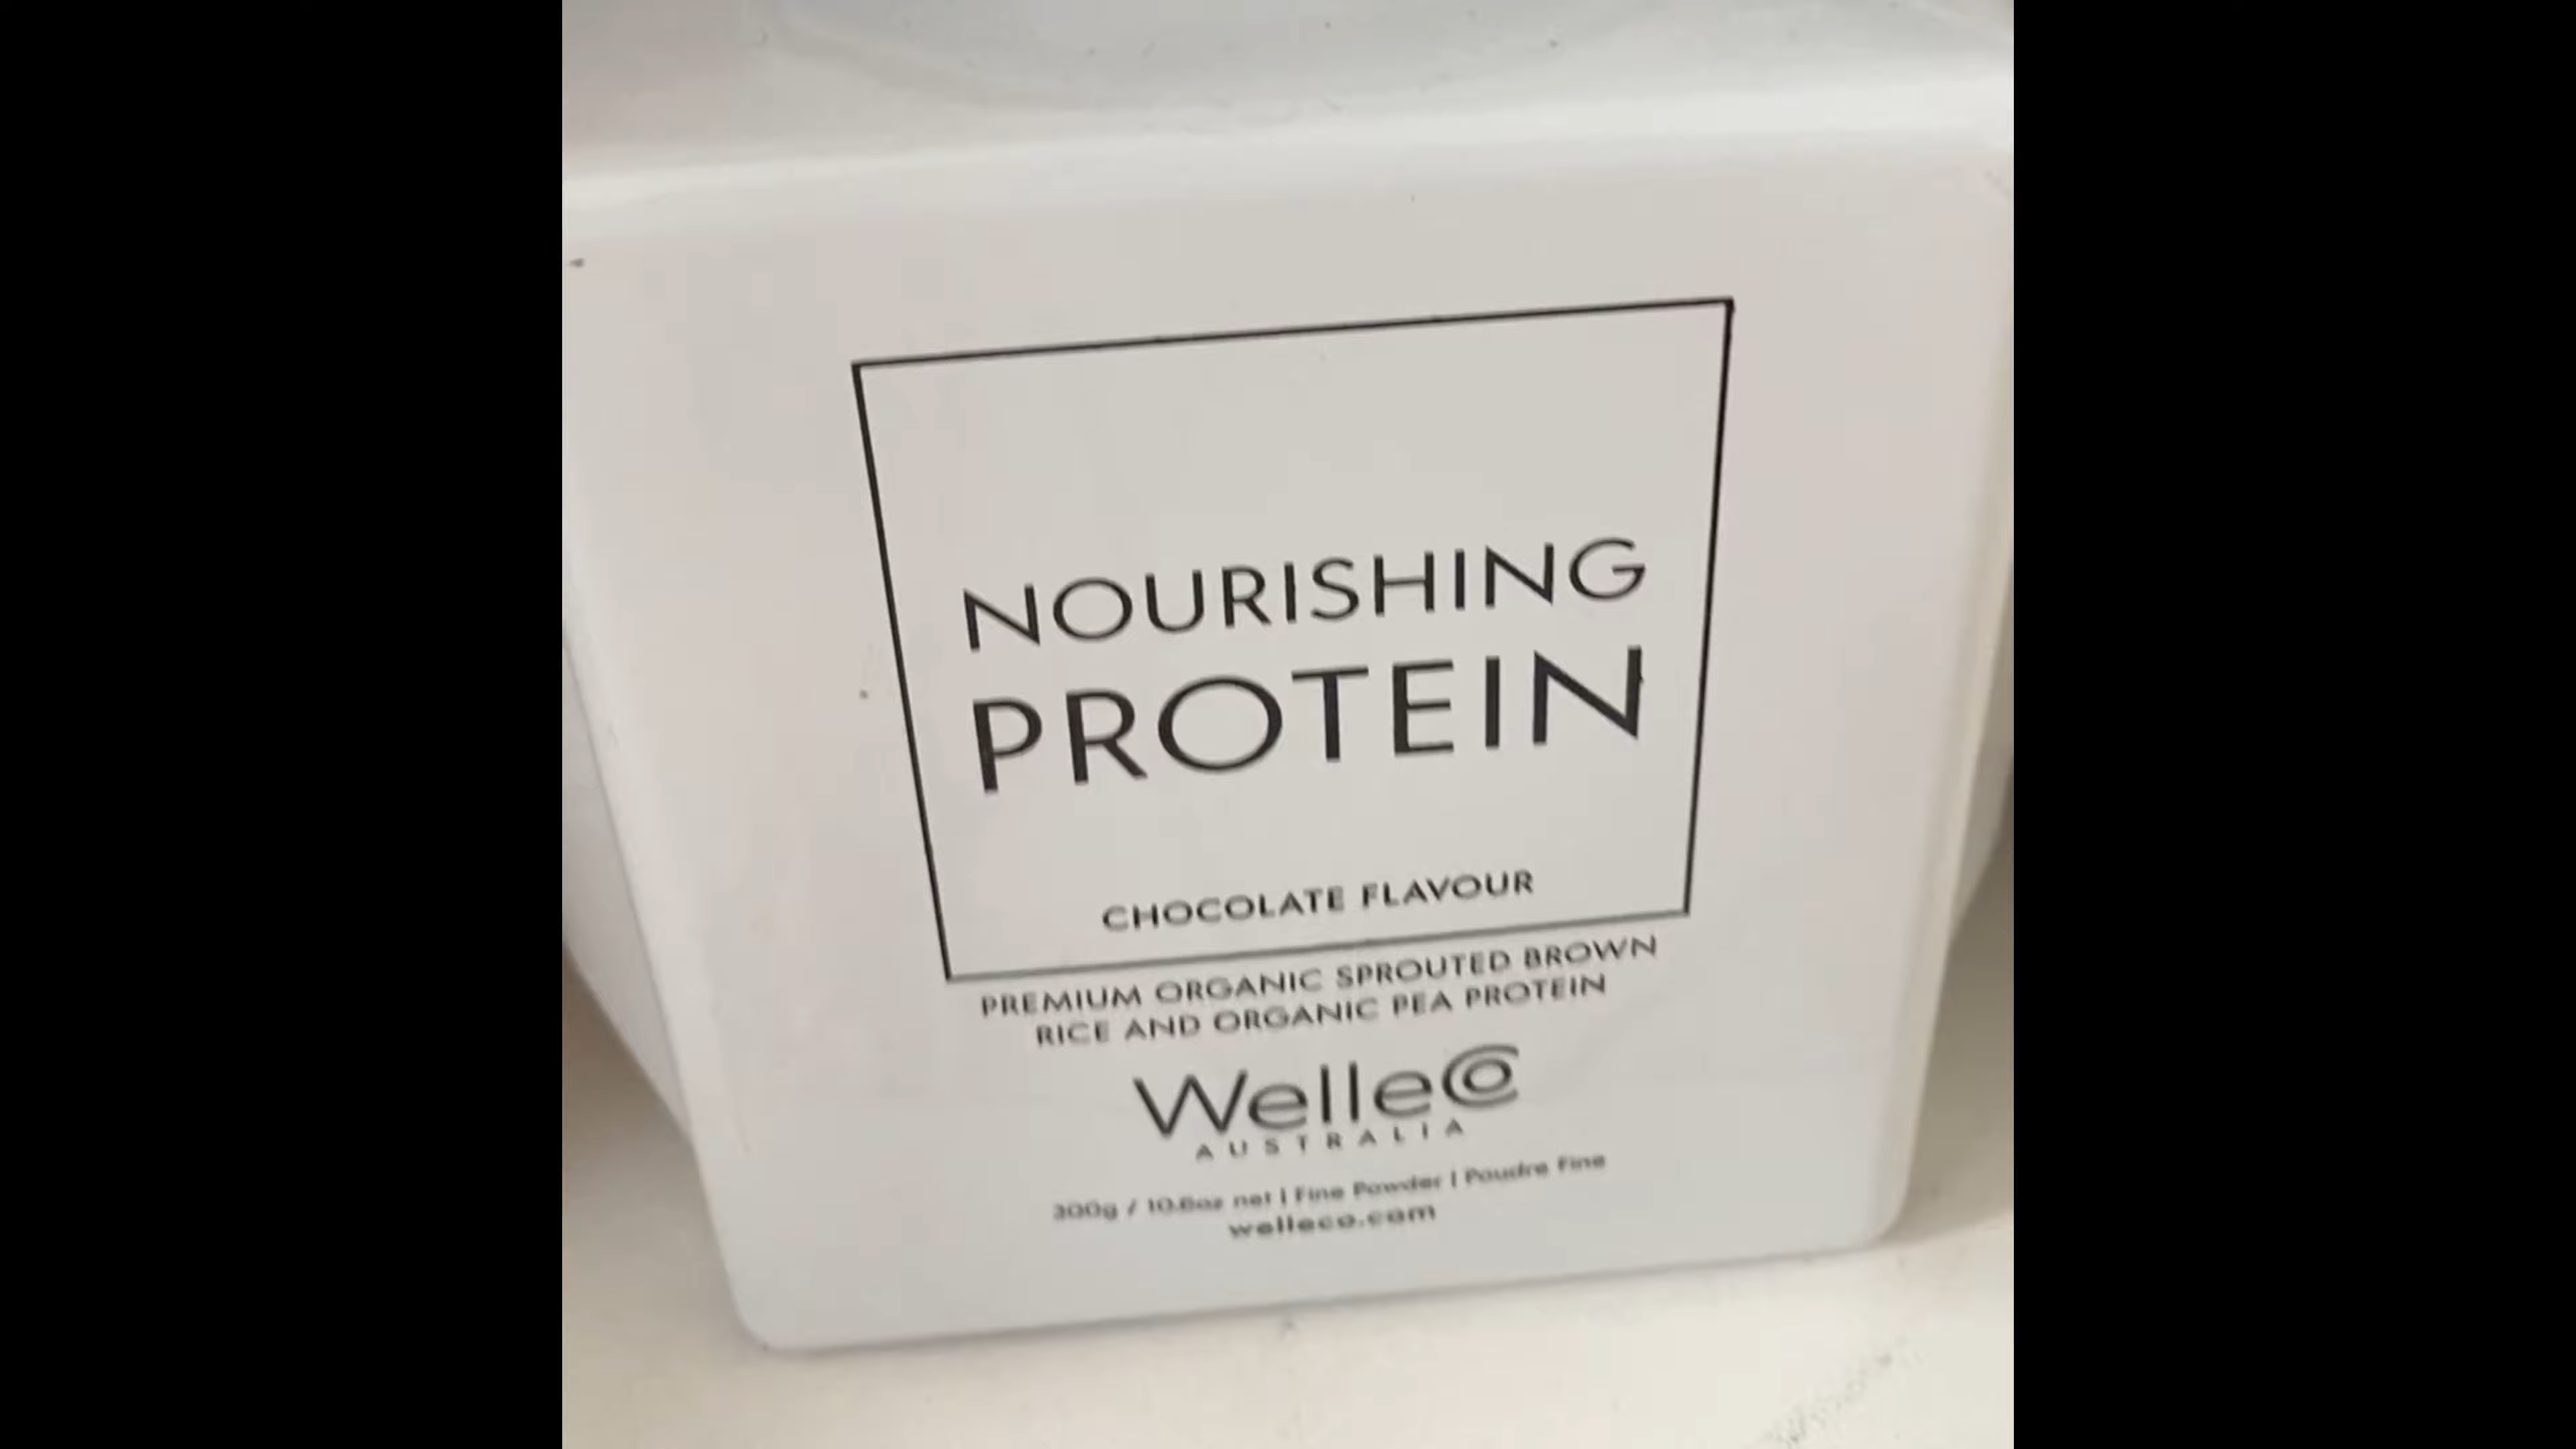 NOURISHING
PROTEIN
CHOCOLATE FLAVOUR
PREMIUM ORGANIC SPROUTED BROWN
RICE AND ORGANIC PEA PROTEIN
WelleCo
AUSTRALIA
300g / 10.6oz net | Fine Powder | Poudre Fine
welleco.com